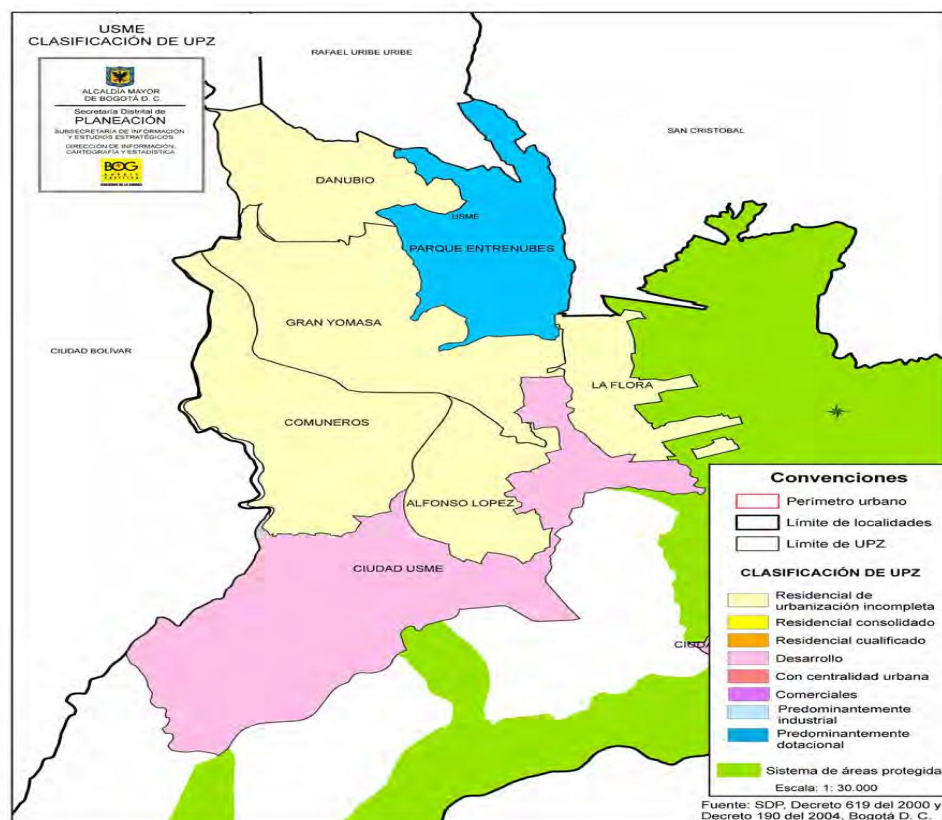 USME
CLASIFICACIÓN DE UPZ
ALCALDÍA MAYOR
DE BOGOTÁ D. C.
Secretaría Distrital de
PLANEACIÓN
SUBSECRETARÍA DE INFORMACIÓN
Y ESTUDIOS ESTRATÉGICOS
DIRECCIÓN DE INFORMACIÓN,
CARTOGRAFÍA Y ESTADÍSTICA
BOG
RAFAEL URIBE URIBE
SAN CRISTOBAL
DANUBIO
USME
PARQUE ENTRENUBES
GRAN YOMASA
CIUDAD BOLÍVAR
LA FLORA
COMUNEROS
ALFONSO LOPEZ
CIUDAD USME
CIUDA
Convenciones
Perímetro urbano
Límite de localidades
Límite de UPZ
CLASIFICACIÓN DE UPZ
Residencial de
urbanización incompleta
Residencial consolidado
Residencial cualificado
Desarrollo
Con centralidad urbana
Comerciales
Predominantemente
industrial
Predominantemente
dotacional
Sistema de áreas protegida
Escala: 1: 30.000
Fuente: SDP, Decreto 619 del 2000 y
Decreto 190 del 2004, Bogotá D. C.